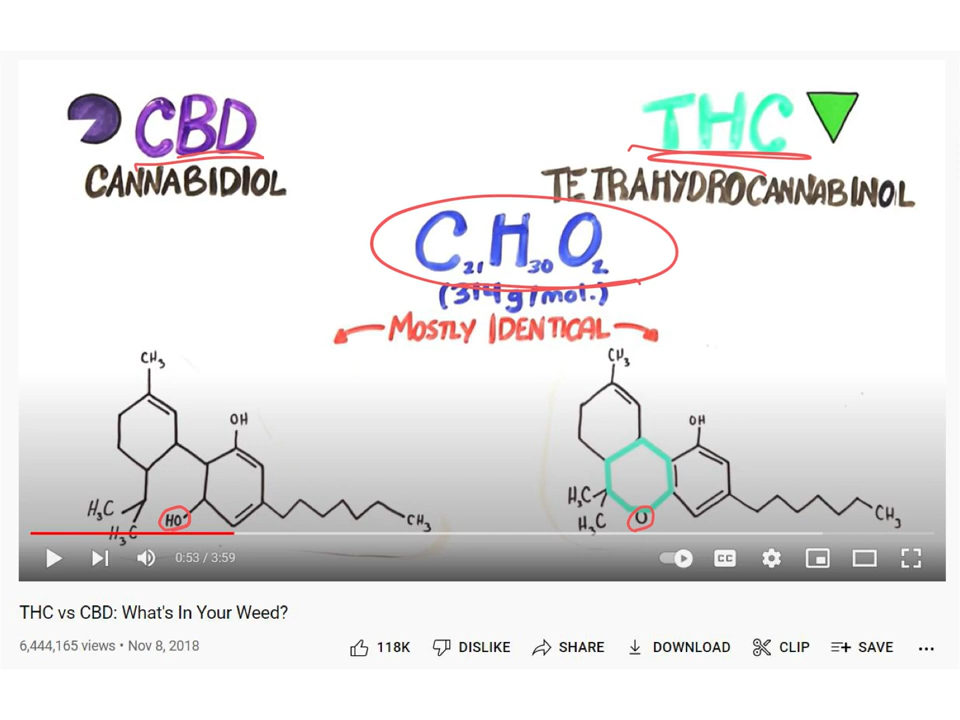 CBD
CANNABIDIOL
THC
TETRAHYDROCANNABINOL
C21H30O2
(314g/mol.)
MOSTLY IDENTICAL
CH3
OH
H3C
H3C
HO
CH3
CH3
OH
H3C
H3C
O
CH3
0:53 / 3:59
CC
THC vs CBD: What's In Your Weed?
6,444,165 views • Nov 8, 2018
118K DISLIKE SHARE DOWNLOAD CLIP SAVE